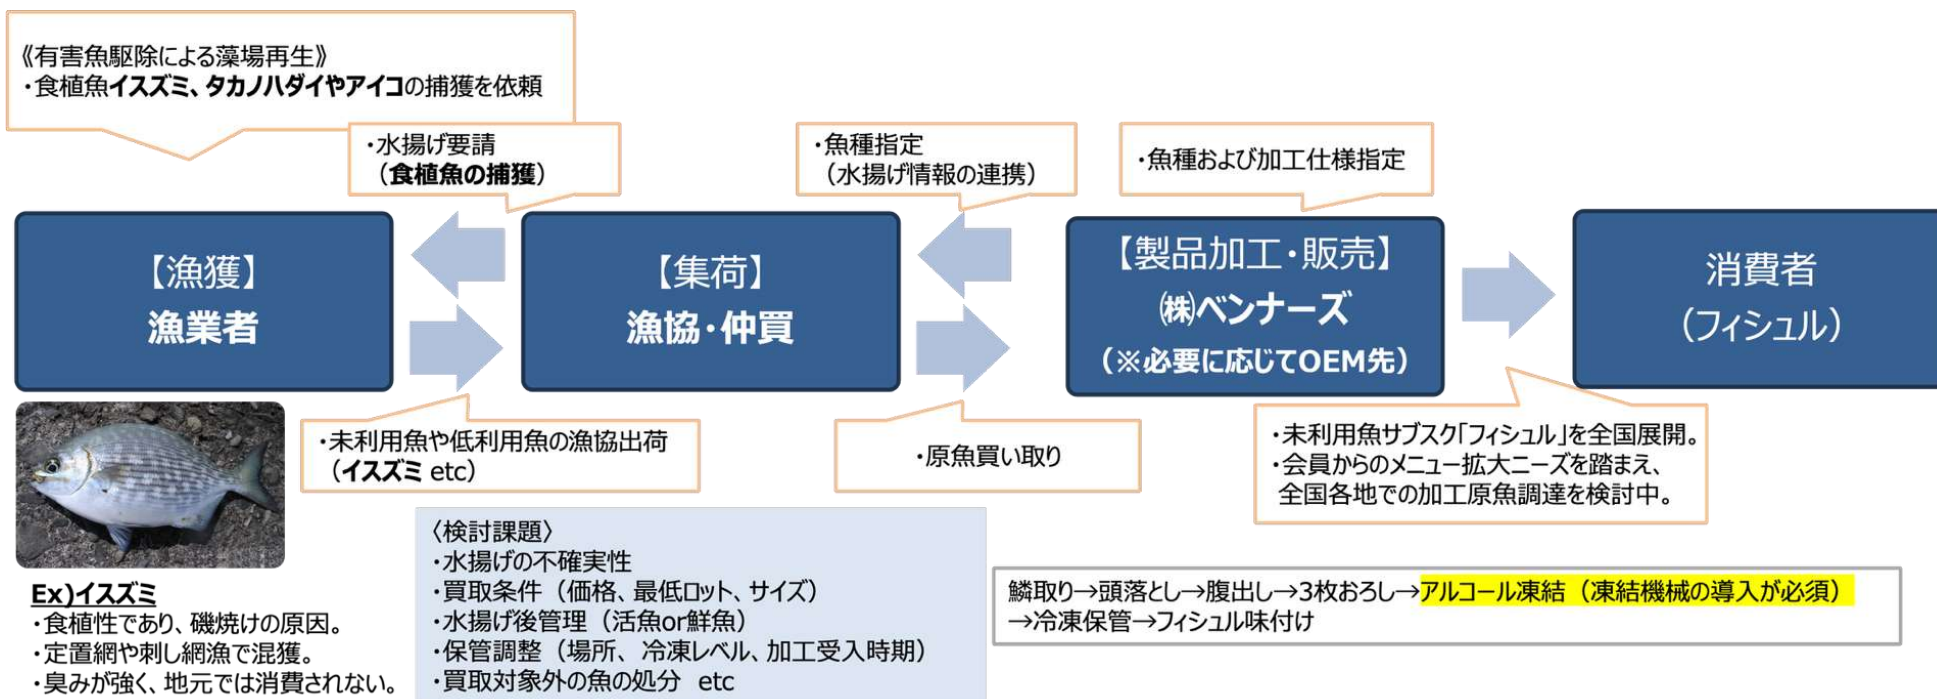 《有害魚駆除による藻場再生》
・食植魚イスズミ、タカノハダイやアイコの捕獲を依頼
・水揚げ要請
（食植魚の捕獲）
・魚種指定
（水揚げ情報の連携）
・魚種および加工仕様指定
【漁獲】
漁業者
【集荷】
漁協・仲買
【製品加工・販売】
㈱ベンナーズ
（※必要に応じてOEM先）
消費者
（フィシュル）
・未利用魚や低利用魚の漁協出荷
（イスズミ etc）
・原魚買い取り
・未利用魚サブスク「フィシュル」を全国展開。
・会員からのメニュー拡大ニーズを踏まえ、
全国各地での加工原魚調達を検討中。
Ex)イスズミ
・食植性であり、磯焼けの原因。
・定置網や刺し網漁で混獲。
・臭みが強く、地元では消費されない。
〈検討課題〉
・水揚げの不確実性
・買取条件（価格、最低ロット、サイズ）
・水揚げ後管理（活魚or鮮魚）
・保管調整（場所、冷凍レベル、加工受入時期）
・買取対象外の魚の処分 etc
鱗取り→頭落とし→腹出し→3枚おろし→アルコール凍結（凍結機械の導入が必須）
→冷凍保管→フィシュル味付け